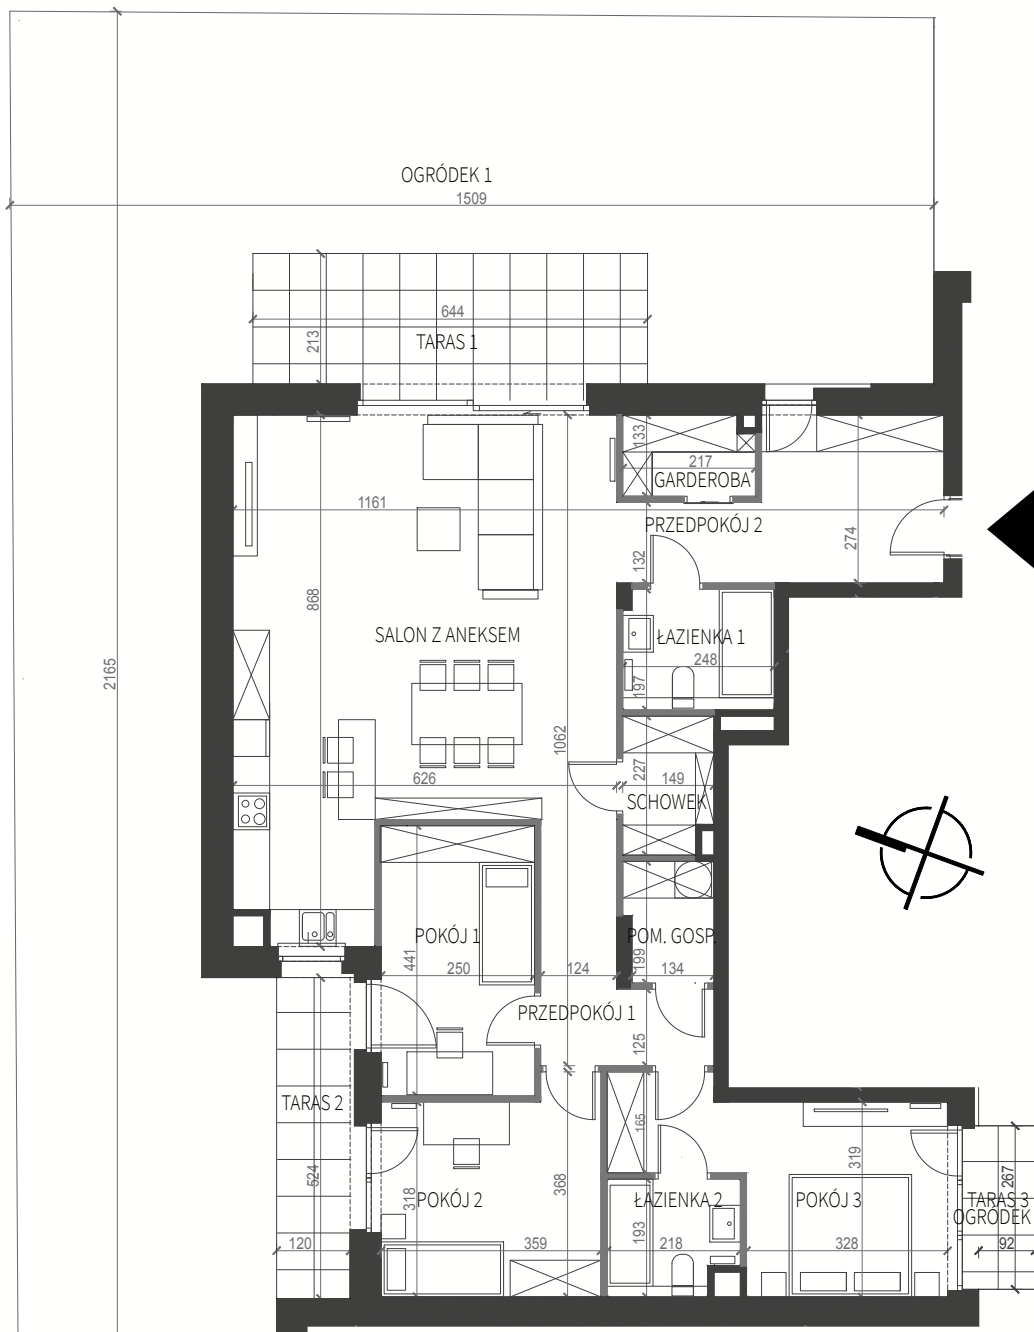 OGRÓDEK 1
1509
644
213
TARAS 1
133
217
GARDEROBA
1161
PRZEDPOKÓJ 2
274
132
868
SALON Z ANEKSEM
ŁAZIENKA 1
248
197
2165
1062
626
227
149
SCHOWEK
POKÓJ 1
441
250
124
POM. GOSP.
199
134
PRZEDPOKÓJ 1
125
TARAS 2
165
319
524
318
POKÓJ 2
368
ŁAZIENKA 2
193
POKÓJ 3
267
TARAS 3
OGRÓDEK
120
359
218
328
92